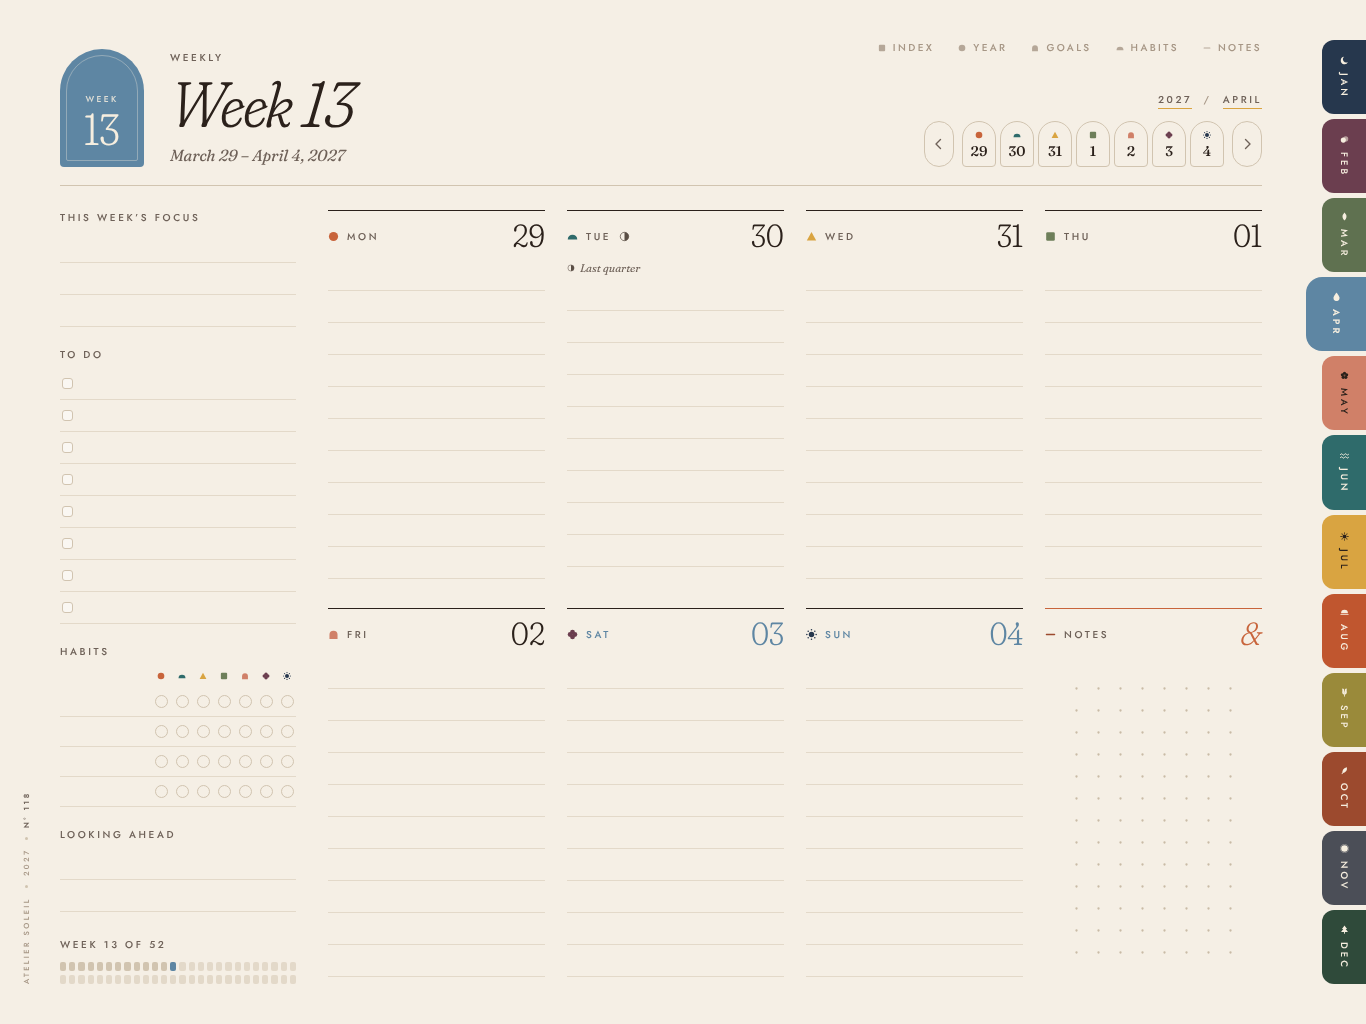 WEEK
13
WEEKLY
Week 13
March 29 – April 4, 2027
INDEX YEAR GOALS HABITS NOTES
2027 / APRIL
29 30 31 1 2 3 4
THIS WEEK'S FOCUS
TO DO
HABITS
LOOKING AHEAD
WEEK 13 OF 52
MON 29
TUE 30
Last quarter
WED 31
THU 01
FRI 02
SAT 03
SUN 04
NOTES &
JAN
FEB
MAR
APR
MAY
JUN
JUL
AUG
SEP
OCT
NOV
DEC
ATELIER SOLEIL • 2027 • N° 118